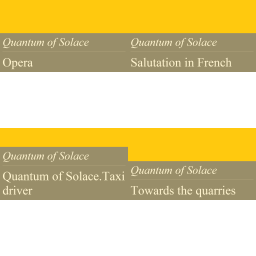 Quantum of Solace
Opera
Quantum of Solace
Salutation in French
Quantum of Solace
Quantum of Solace.Taxi
driver
Quantum of Solace
Towards the quarries